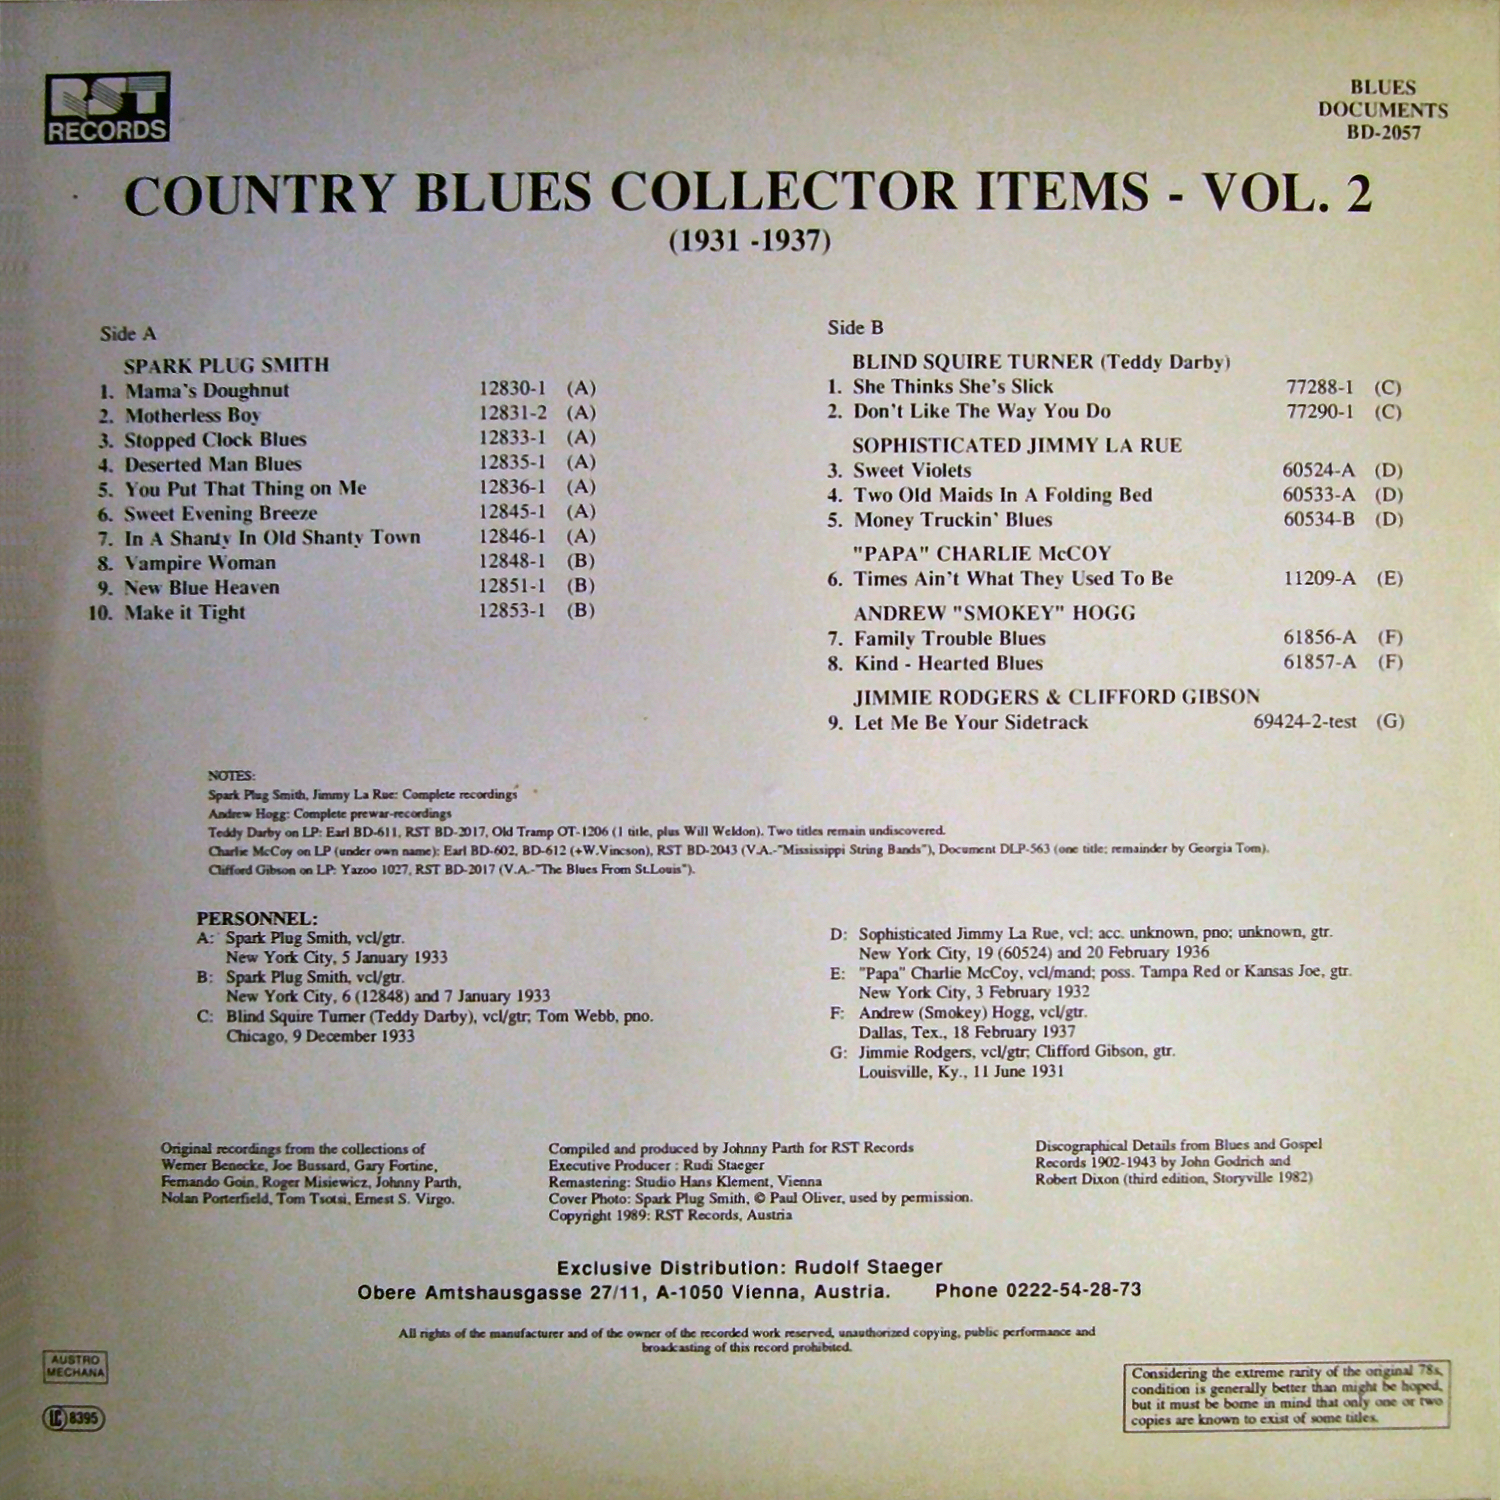 RST
RECORDS
BLUES
DOCUMENTS
BD-2057
COUNTRY BLUES COLLECTOR ITEMS - VOL. 2
(1931 -1937)
Side A
SPARK PLUG SMITH
1. Mama's Doughnut 12830-1 (A)
2. Motherless Boy 12831-2 (A)
3. Stopped Clock Blues 12833-1 (A)
4. Deserted Man Blues 12835-1 (A)
5. You Put That Thing on Me 12836-1 (A)
6. Sweet Evening Breeze 12845-1 (A)
7. In A Shanty In Old Shanty Town 12846-1 (A)
8. Vampire Woman 12848-1 (B)
9. New Blue Heaven 12851-1 (B)
10. Make it Tight 12853-1 (B)
Side B
BLIND SQUIRE TURNER (Teddy Darby)
1. She Thinks She's Slick 77288-1 (C)
2. Don't Like The Way You Do 77290-1 (C)
SOPHISTICATED JIMMY LA RUE
3. Sweet Violets 60524-A (D)
4. Two Old Maids In A Folding Bed 60533-A (D)
5. Money Truckin' Blues 60534-B (D)
"PAPA" CHARLIE McCOY
6. Times Ain't What They Used To Be 11209-A (E)
ANDREW "SMOKEY" HOGG
7. Family Trouble Blues 61856-A (F)
8. Kind - Hearted Blues 61857-A (F)
JIMMIE RODGERS & CLIFFORD GIBSON
9. Let Me Be Your Sidetrack 69424-2-test (G)
NOTES:
Spark Plug Smith, Jimmy La Rue: Complete recordings
Andrew Hogg: Complete prewar-recordings
Teddy Darby on LP: Earl BD-611, RST BD-2017, Old Tramp OT-1206 (1 title, plus Will Weldon). Two titles remain undiscovered.
Charlie McCoy on LP (under own name): Earl BD-602, BD-612 (+W.Vincson), RST BD-2043 (V.A.-"Mississippi String Bands"), Document DLP-563 (one title; remainder by Georgia Tom).
Clifford Gibson on LP: Yazoo 1027, RST BD-2017 (V.A.-"The Blues From St.Louis").
PERSONNEL:
A: Spark Plug Smith, vcl/gtr.
New York City, 5 January 1933
B: Spark Plug Smith, vcl/gtr.
New York City, 6 (12848) and 7 January 1933
C: Blind Squire Turner (Teddy Darby), vcl/gtr; Tom Webb, pno.
Chicago, 9 December 1933
D: Sophisticated Jimmy La Rue, vcl; acc. unknown, pno; unknown, gtr.
New York City, 19 (60524) and 20 February 1936
E: "Papa" Charlie McCoy, vcl/mand; poss. Tampa Red or Kansas Joe, gtr.
New York City, 3 February 1932
F: Andrew (Smokey) Hogg, vcl/gtr.
Dallas, Tex., 18 February 1937
G: Jimmie Rodgers, vcl/gtr; Clifford Gibson, gtr.
Louisville, Ky., 11 June 1931
Original recordings from the collections of
Werner Benecke, Joe Bussard, Gary Fortine,
Fernando Goin, Roger Misiewicz, Johnny Parth,
Nolan Porterfield, Tom Tsotsi, Ernest S. Virgo.
Compiled and produced by Johnny Parth for RST Records
Executive Producer : Rudi Staeger
Remastering: Studio Hans Klement, Vienna
Cover Photo: Spark Plug Smith, © Paul Oliver, used by permission.
Copyright 1989: RST Records, Austria
Discographical Details from Blues and Gospel
Records 1902-1943 by John Godrich and
Robert Dixon (third edition, Storyville 1982)
Exclusive Distribution: Rudolf Staeger
Obere Amtshausgasse 27/11, A-1050 Vienna, Austria. Phone 0222-54-28-73
All rights of the manufacturer and of the owner of the recorded work reserved, unauthorized copying, public performance and
broadcasting of this record prohibited.
AUSTRO
MECHANA
LC 8395
Considering the extreme rarity of the original 78s,
condition is generally better than might be hoped,
but it must be borne in mind that only one or two
copies are known to exist of some titles.